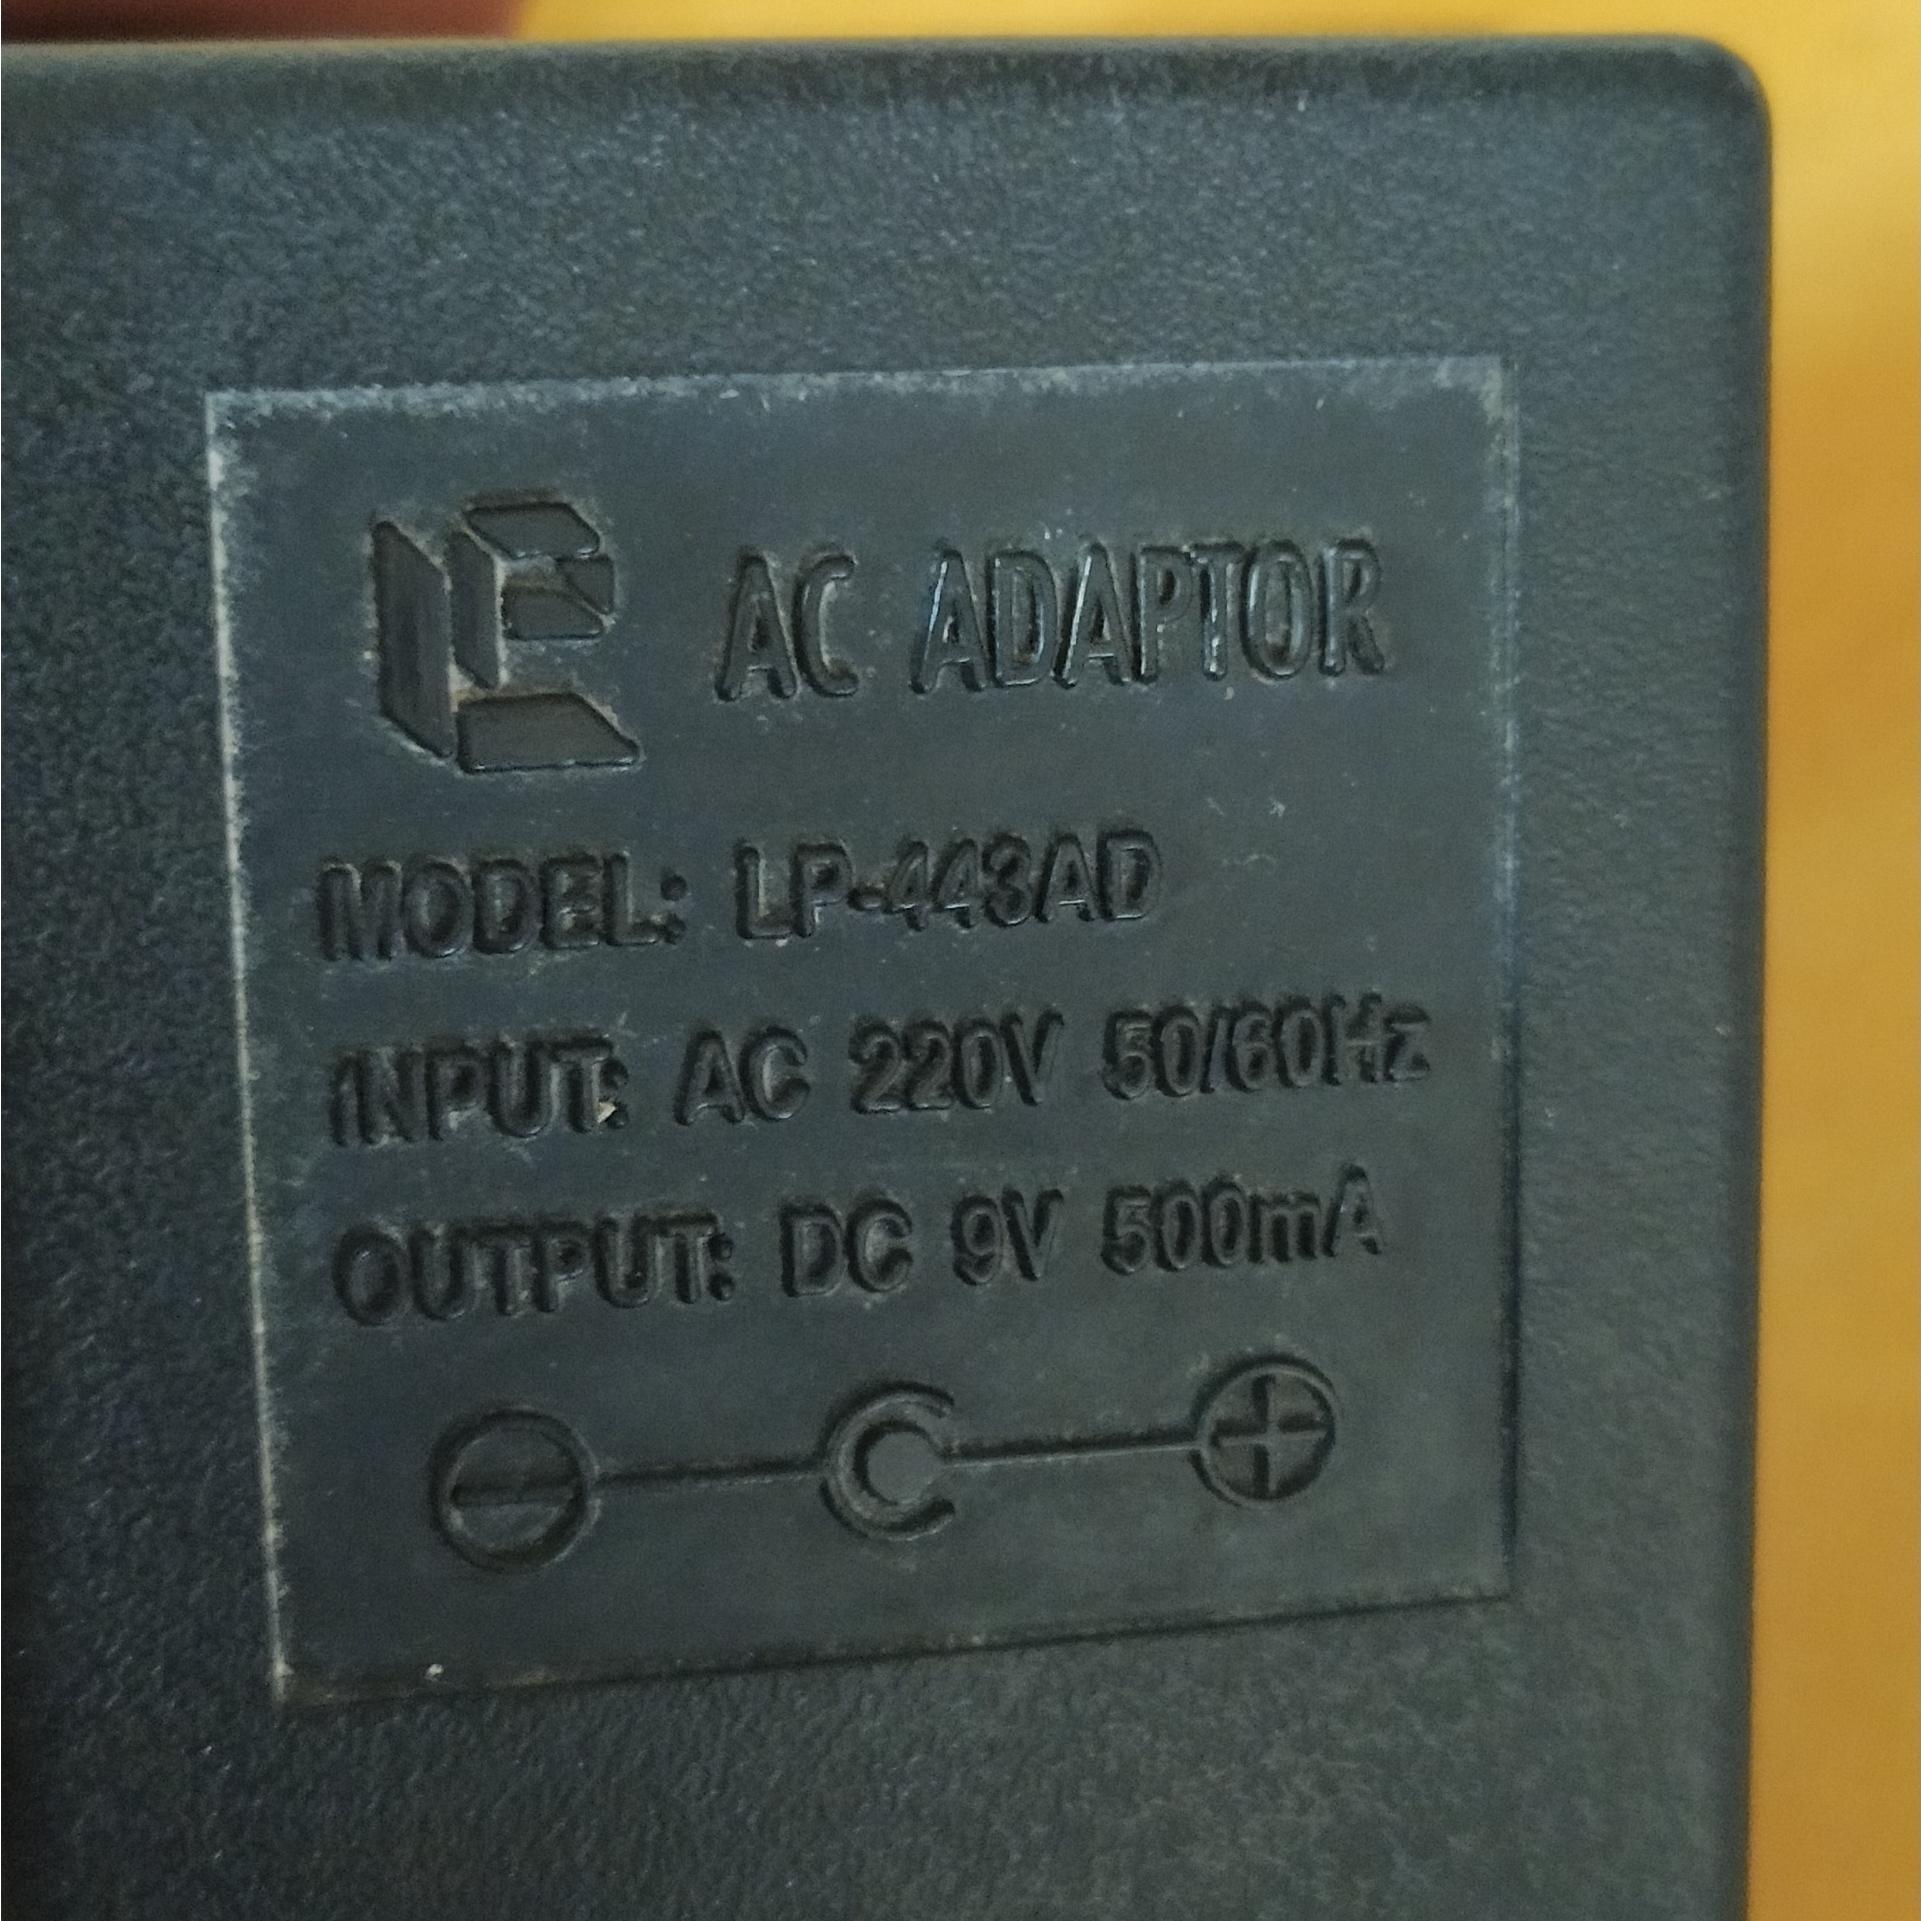 AC ADAPTOR
MODEL: LP-443AD
INPUT: AC 220V 50/60Hz
OUTPUT: DC 9V 500mA